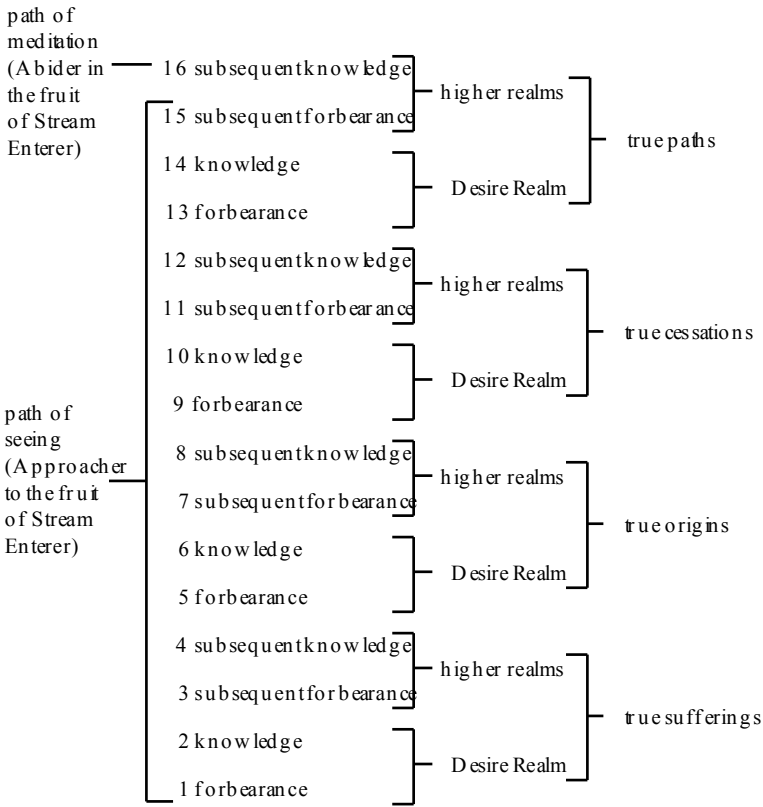 path of
meditation
(Abider in
the fruit
of Stream
Enterer)
16 subsequent knowledge
15 subsequent forbearance
higher realms
14 knowledge
13 forbearance
Desire Realm
true paths
12 subsequent knowledge
11 subsequent forbearance
higher realms
10 knowledge
9 forbearance
Desire Realm
true cessations
path of
seeing
(Approacher
to the fruit
of Stream
Enterer)
8 subsequent knowledge
7 subsequent forbearance
higher realms
6 knowledge
5 forbearance
Desire Realm
true origins
4 subsequent knowledge
3 subsequent forbearance
higher realms
2 knowledge
1 forbearance
Desire Realm
true sufferings